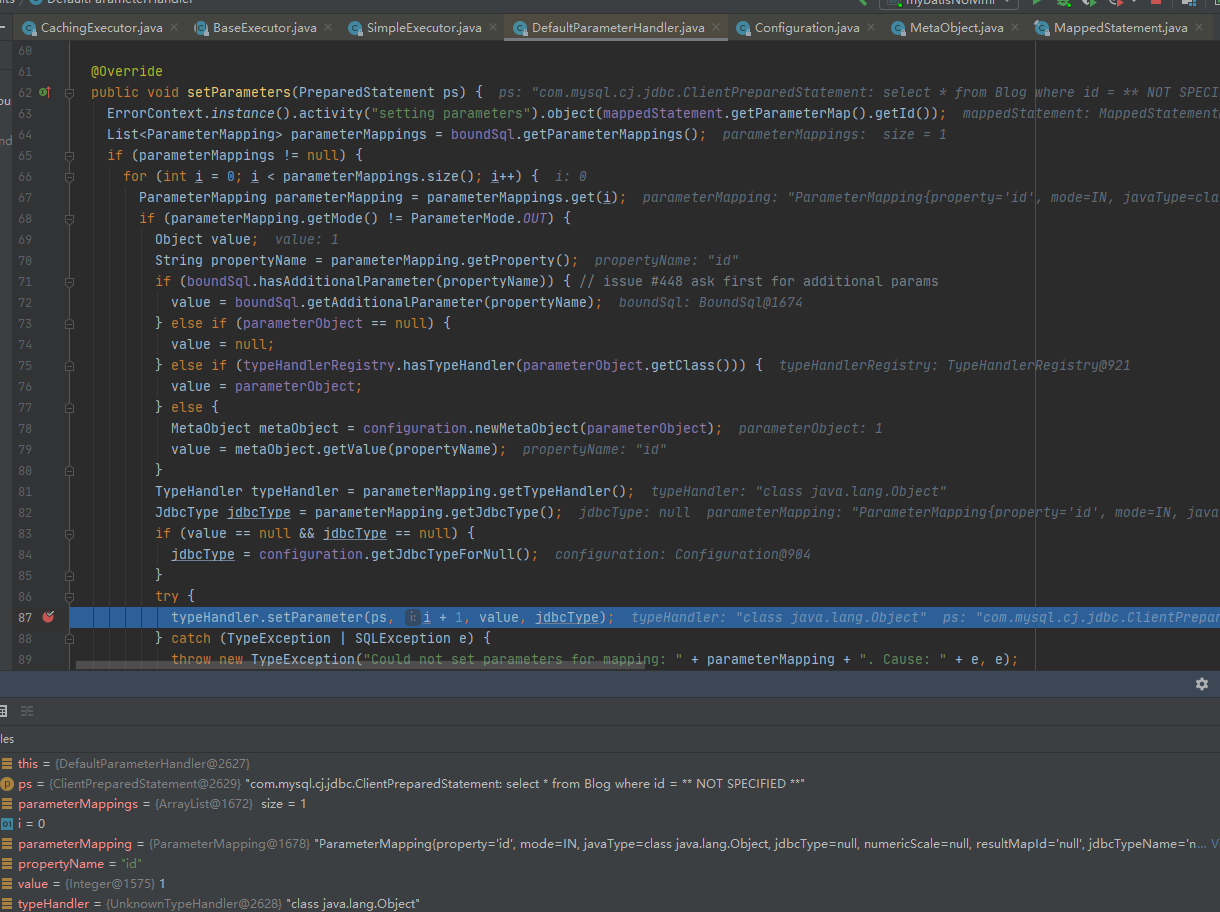 DefaultParameterHandler
mybatisNoMml
CachingExecutor.java
BaseExecutor.java
SimpleExecutor.java
DefaultParameterHandler.java
Configuration.java
MetaObject.java
MappedStatement.java
60
61 @Override
62 public void setParameters(PreparedStatement ps) { ps: "com.mysql.cj.jdbc.ClientPreparedStatement: select * from Blog where id = ** NOT SPECI
63 ErrorContext.instance().activity("setting parameters").object(mappedStatement.getParameterMap().getId()); mappedStatement: MappedStatement
64 List<ParameterMapping> parameterMappings = boundSql.getParameterMappings(); parameterMappings: size = 1
65 if (parameterMappings != null) {
66 for (int i = 0; i < parameterMappings.size(); i++) { i: 0
67 ParameterMapping parameterMapping = parameterMappings.get(i); parameterMapping: "ParameterMapping{property='id', mode=IN, javaType=cla
68 if (parameterMapping.getMode() != ParameterMode.OUT) {
69 Object value; value: 1
70 String propertyName = parameterMapping.getProperty(); propertyName: "id"
71 if (boundSql.hasAdditionalParameter(propertyName)) { // issue #448 ask first for additional params
72 value = boundSql.getAdditionalParameter(propertyName); boundSql: BoundSql@1674
73 } else if (parameterObject == null) {
74 value = null;
75 } else if (typeHandlerRegistry.hasTypeHandler(parameterObject.getClass())) { typeHandlerRegistry: TypeHandlerRegistry@921
76 value = parameterObject;
77 } else {
78 MetaObject metaObject = configuration.newMetaObject(parameterObject); parameterObject: 1
79 value = metaObject.getValue(propertyName); propertyName: "id"
80 }
81 TypeHandler typeHandler = parameterMapping.getTypeHandler(); typeHandler: "class java.lang.Object"
82 JdbcType jdbcType = parameterMapping.getJdbcType(); jdbcType: null parameterMapping: "ParameterMapping{property='id', mode=IN, java
83 if (value == null && jdbcType == null) {
84 jdbcType = configuration.getJdbcTypeForNull(); configuration: Configuration@904
85 }
86 try {
87 typeHandler.setParameter(ps, i: i + 1, value, jdbcType); typeHandler: "class java.lang.Object" ps: "com.mysql.cj.jdbc.ClientPrepar
88 } catch (TypeException | SQLException e) {
89 throw new TypeException("Could not set parameters for mapping: " + parameterMapping + ". Cause: " + e, e);
les
this = {DefaultParameterHandler@2627}
ps = {ClientPreparedStatement@2629} "com.mysql.cj.jdbc.ClientPreparedStatement: select * from Blog where id = ** NOT SPECIFIED **"
parameterMappings = {ArrayList@1672} size = 1
i = 0
parameterMapping = {ParameterMapping@1678} "ParameterMapping{property='id', mode=IN, javaType=class java.lang.Object, jdbcType=null, numericScale=null, resultMapId='null', jdbcTypeName='n... V
propertyName = "id"
value = {Integer@1575} 1
typeHandler = {UnknownTypeHandler@2628} "class java.lang.Object"